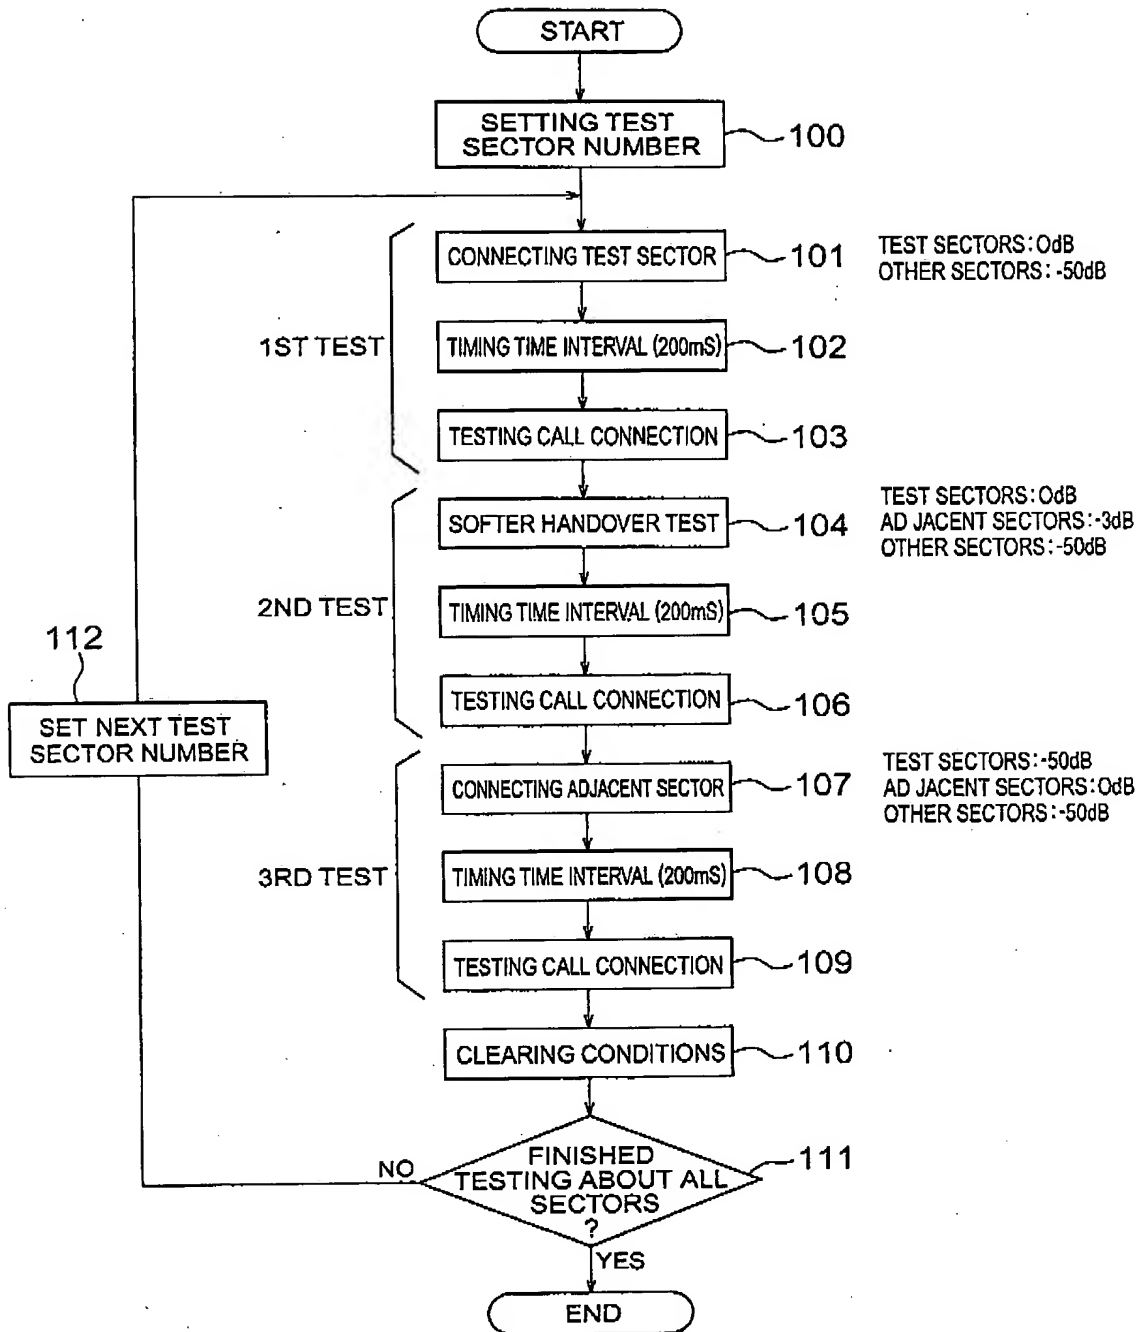 START
SETTING TEST
SECTOR NUMBER
100
CONNECTING TEST SECTOR
101
TEST SECTORS:0dB
OTHER SECTORS:-50dB
1ST TEST
TIMING TIME INTERVAL (200mS)
102
TESTING CALL CONNECTION
103
SOFTER HANDOVER TEST
104
TEST SECTORS:0dB
AD JACENT SECTORS:-3dB
OTHER SECTORS:-50dB
2ND TEST
TIMING TIME INTERVAL (200mS)
105
TESTING CALL CONNECTION
106
112
SET NEXT TEST
SECTOR NUMBER
CONNECTING ADJACENT SECTOR
107
TEST SECTORS:-50dB
AD JACENT SECTORS:0dB
OTHER SECTORS:-50dB
3RD TEST
TIMING TIME INTERVAL (200mS)
108
TESTING CALL CONNECTION
109
CLEARING CONDITIONS
110
FINISHED
TESTING ABOUT ALL
SECTORS
?
111
NO
YES
END